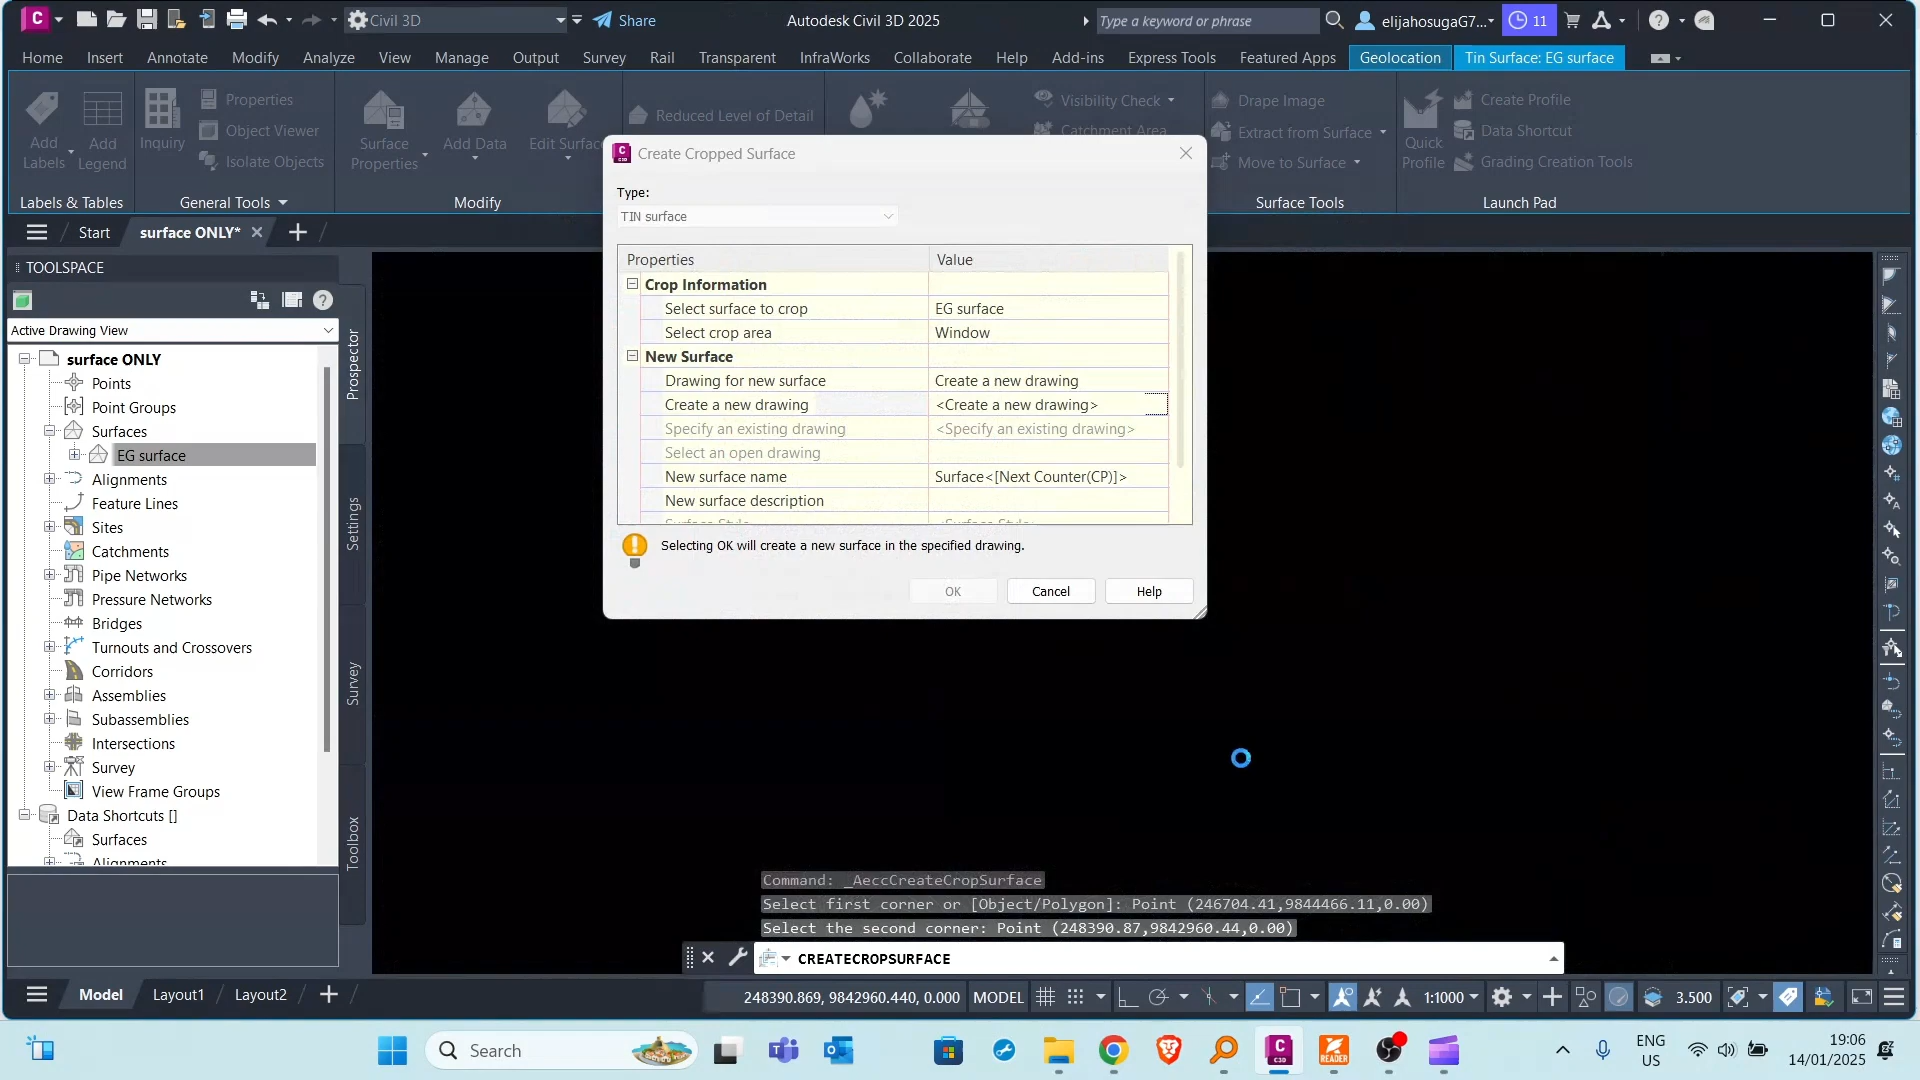 C
Civil 3D
Share
Autodesk Civil 3D 2025
Type a keyword or phrase
elijahosugaG7...
11
Home Insert Annotate Modify Analyze View Manage Output Survey Rail Transparent InfraWorks Collaborate Help Add-ins Express Tools Featured Apps Geolocation Tin Surface: EG surface
Add Labels
Add Legend
Inquiry
Properties
Object Viewer
Isolate Objects
Surface Properties
Add Data
Edit Surface
Reduced Level of Detail
Visibility Check
Catchment Area
Drape Image
Extract from Surface
Move to Surface
Quick Profile
Create Profile
Data Shortcut
Grading Creation Tools
Labels & Tables
General Tools
Modify
Surface Tools
Launch Pad
Start
surface ONLY*
TOOLSPACE
Active Drawing View
surface ONLY
Points
Point Groups
Surfaces
EG surface
Alignments
Feature Lines
Sites
Catchments
Pipe Networks
Pressure Networks
Bridges
Turnouts and Crossovers
Corridors
Assemblies
Subassemblies
Intersections
Survey
View Frame Groups
Data Shortcuts []
Surfaces
Alignments
Prospector
Settings
Survey
Toolbox
Create Cropped Surface
Type:
TIN surface
Properties Value
Crop Information
Select surface to crop EG surface
Select crop area Window
New Surface
Drawing for new surface Create a new drawing
Create a new drawing <Create a new drawing>
Specify an existing drawing <Specify an existing drawing>
Select an open drawing
New surface name Surface<[Next Counter(CP)]>
New surface description
Surface Style <Surface Style>
Selecting OK will create a new surface in the specified drawing.
OK Cancel Help
Command: _AeccCreateCropSurface
Select first corner or [Object/Polygon]: Point (246704.41,9844466.11,0.00)
Select the second corner: Point (248390.87,9842960.44,0.00)
CREATECROPSURFACE
Model Layout1 Layout2
248390.869, 9842960.440, 0.000 MODEL
1:1000
3.500
Search
READER
ENG
US
19:06
14/01/2025